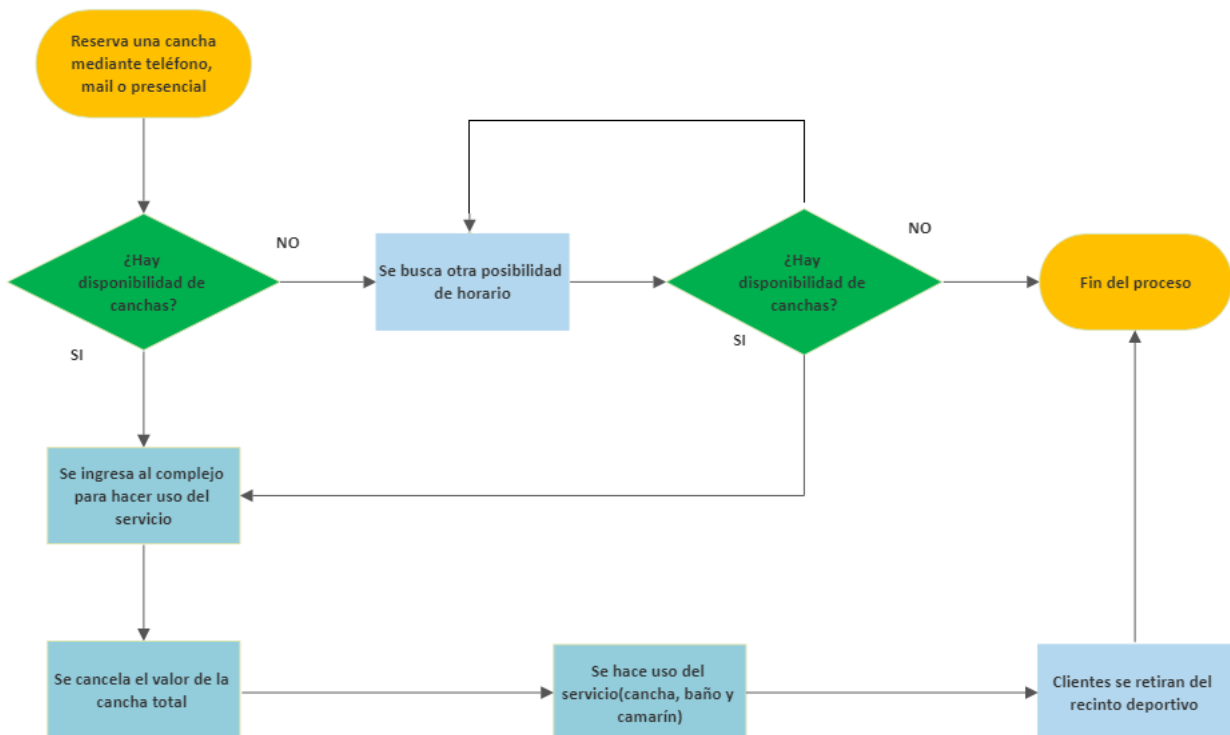 Reserva una cancha
mediante teléfono,
mail o presencial
¿Hay
disponibilidad de
canchas?
NO
SI
Se busca otra posibilidad
de horario
¿Hay
disponibilidad de
canchas?
NO
SI
Fin del proceso
Se ingresa al complejo
para hacer uso del
servicio
Se cancela el valor de la
cancha total
Se hace uso del
servicio(cancha, baño y
camarín)
Clientes se retiran del
recinto deportivo